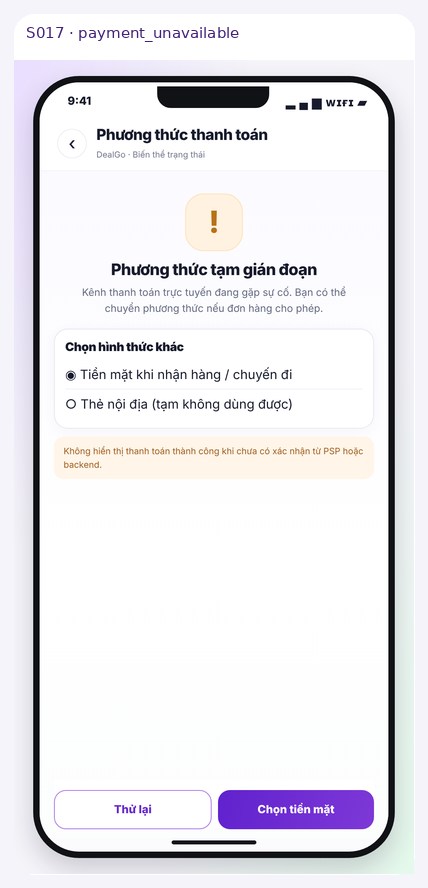 S017 · payment_unavailable
9:41
WIFI
Phương thức thanh toán
DealGo · Biến thể trạng thái
!
Phương thức tạm gián đoạn
Kênh thanh toán trực tuyến đang gặp sự cố. Bạn có thể
chuyển phương thức nếu đơn hàng cho phép.
Chọn hình thức khác
◉ Tiền mặt khi nhận hàng / chuyến đi
○ Thẻ nội địa (tạm không dùng được)
Không hiển thị thanh toán thành công khi chưa có xác nhận từ PSP hoặc
backend.
Thử lại
Chọn tiền mặt